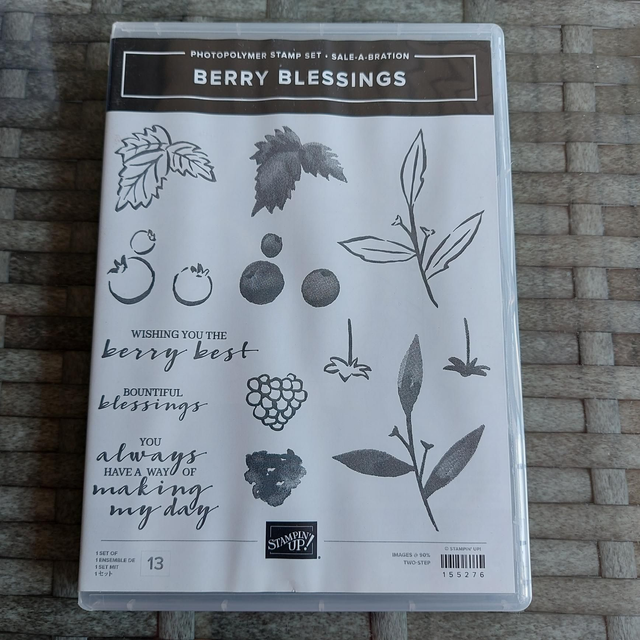 PHOTOPOLYMER STAMP SET • SALE-A-BRATION
BERRY BLESSINGS
WISHING YOU THE
berry best
BOUNTIFUL
blessings
YOU
always
HAVE A WAY OF
making
my day
STAMPIN' UP!®
1 SET OF
1 ENSEMBLE DE
1 SET MIT
1 セット
13
IMAGES @ 50%
TWO-STEP
© STAMPIN' UP!
155276